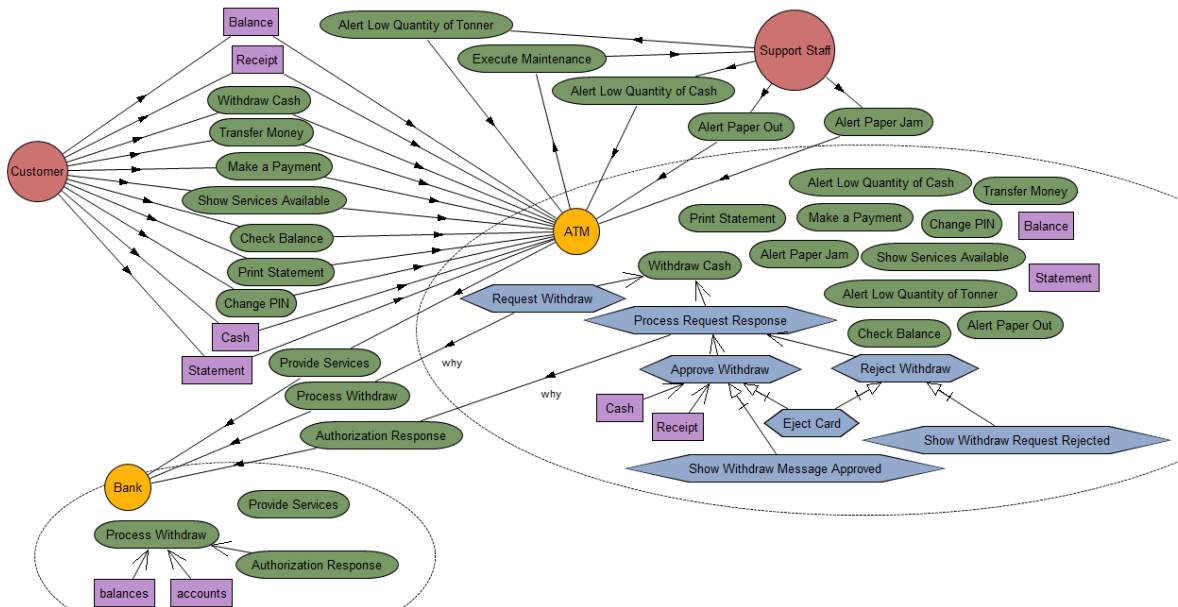 Balance
Alert Low Quantity of Tonner
Support Staff
Receipt
Execute Maintenance
Withdraw Cash
Alert Low Quantity of Cash
Transfer Money
Alert Paper Out
Alert Paper Jam
Customer
Make a Payment
Show Services Available
Check Balance
ATM
Print Statement
Change PIN
Cash
Statement
Alert Low Quantity of Cash
Transfer Money
Print Statement
Make a Payment
Change PIN
Balance
Withdraw Cash
Alert Paper Jam
Show Services Available
Statement
Request Withdraw
Alert Low Quantity of Tonner
Process Request Response
Check Balance
Alert Paper Out
Provide Services
why
Approve Withdraw
Reject Withdraw
Process Withdraw
why
Cash
Receipt
Eject Card
Authorization Response
Show Withdraw Request Rejected
Show Withdraw Message Approved
Bank
Provide Services
Process Withdraw
Authorization Response
balances
accounts